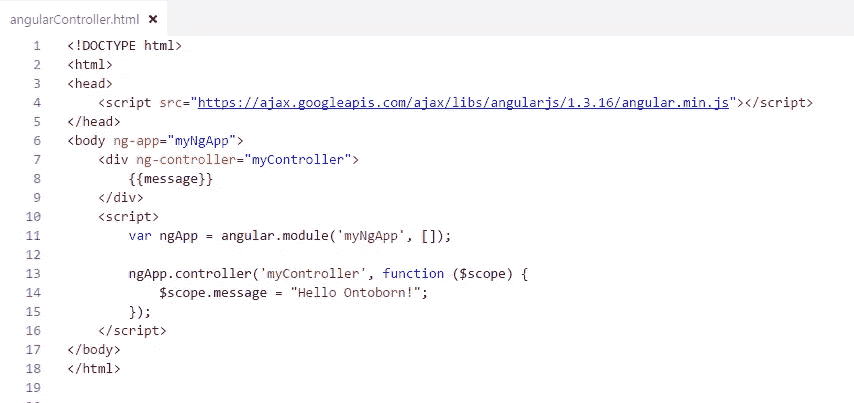 angularController.html ×
1 <!DOCTYPE html>
2 <html>
3 <head>
4     <script src="https://ajax.googleapis.com/ajax/libs/angularjs/1.3.16/angular.min.js"></script>
5 </head>
6 <body ng-app="myNgApp">
7     <div ng-controller="myController">
8         {{message}}
9     </div>
10     <script>
11         var ngApp = angular.module('myNgApp', []);
12
13         ngApp.controller('myController', function ($scope) {
14             $scope.message = "Hello Ontoborn!";
15         });
16     </script>
17 </body>
18 </html>
19